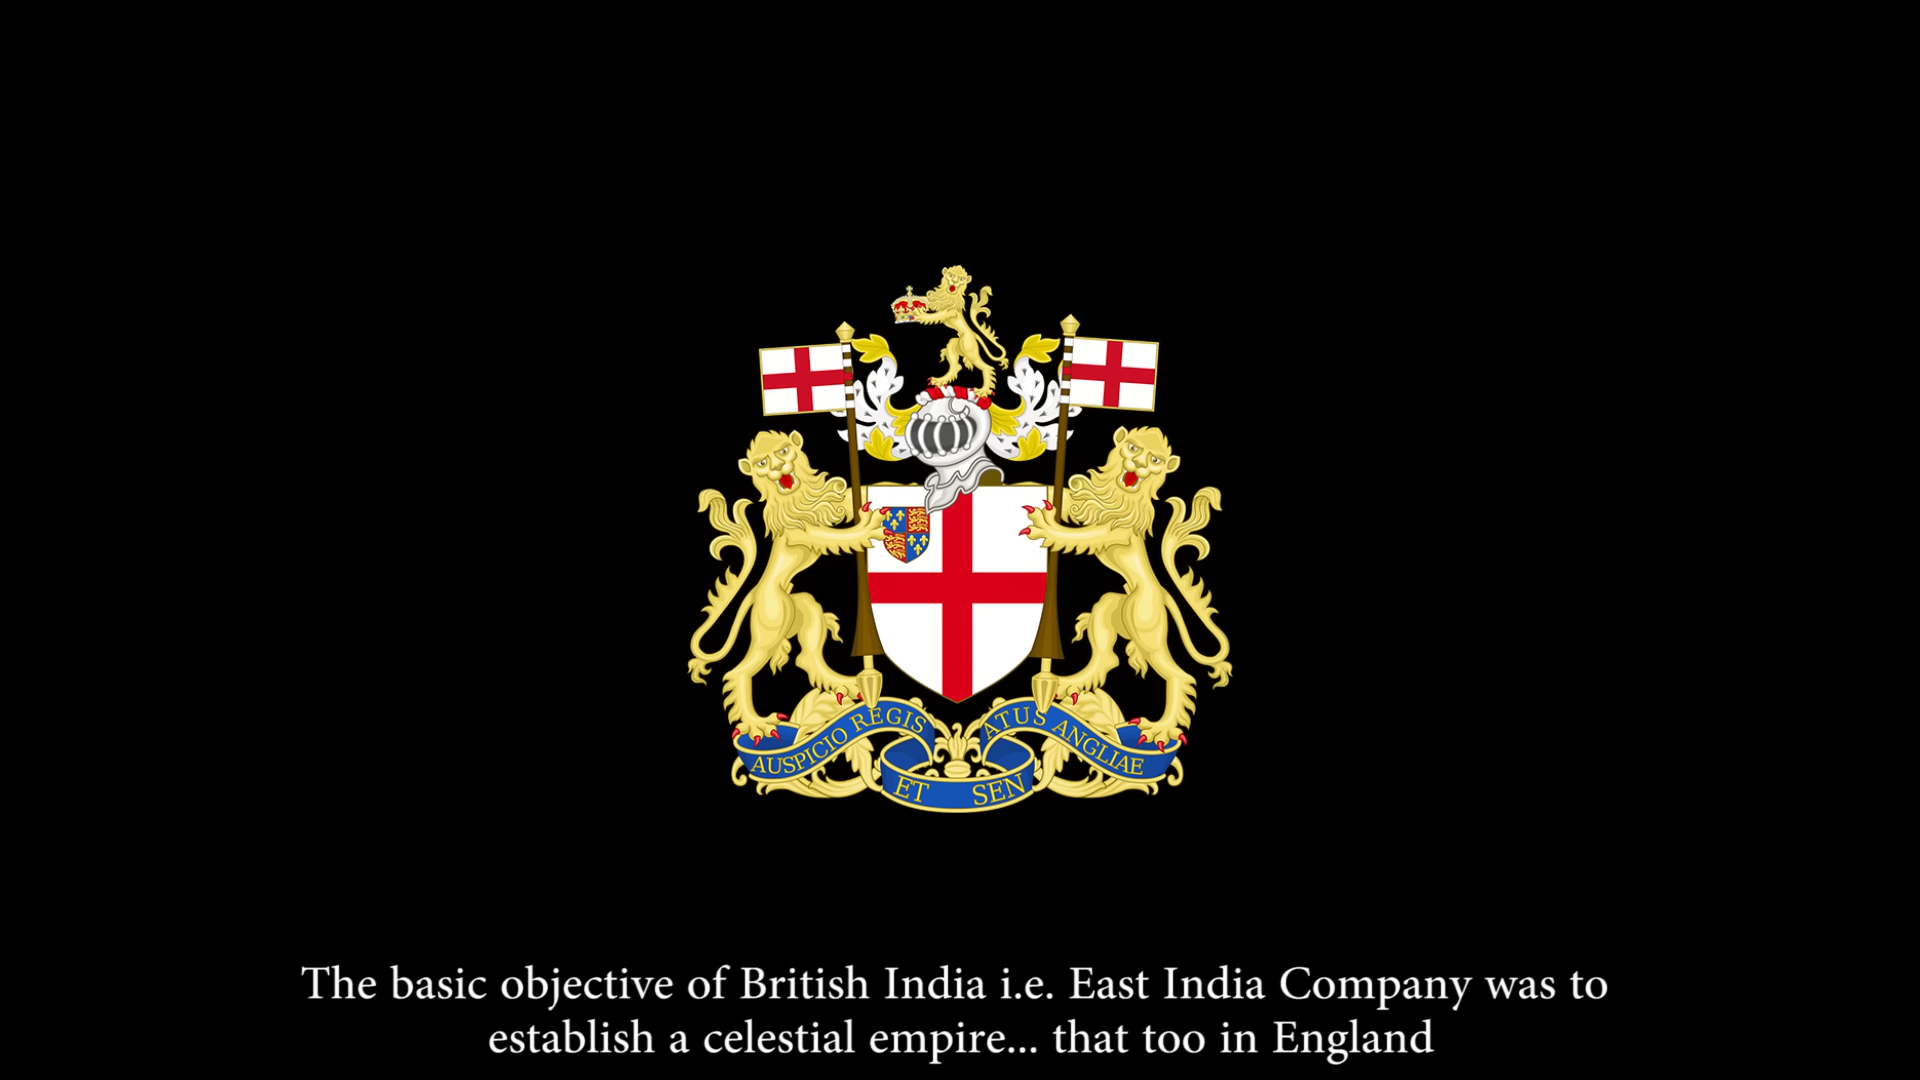 AUSPICIO REGIS
ET SEN
ATUS ANGLIAE
The basic objective of British India i.e. East India Company was to
establish a celestial empire... that too in England